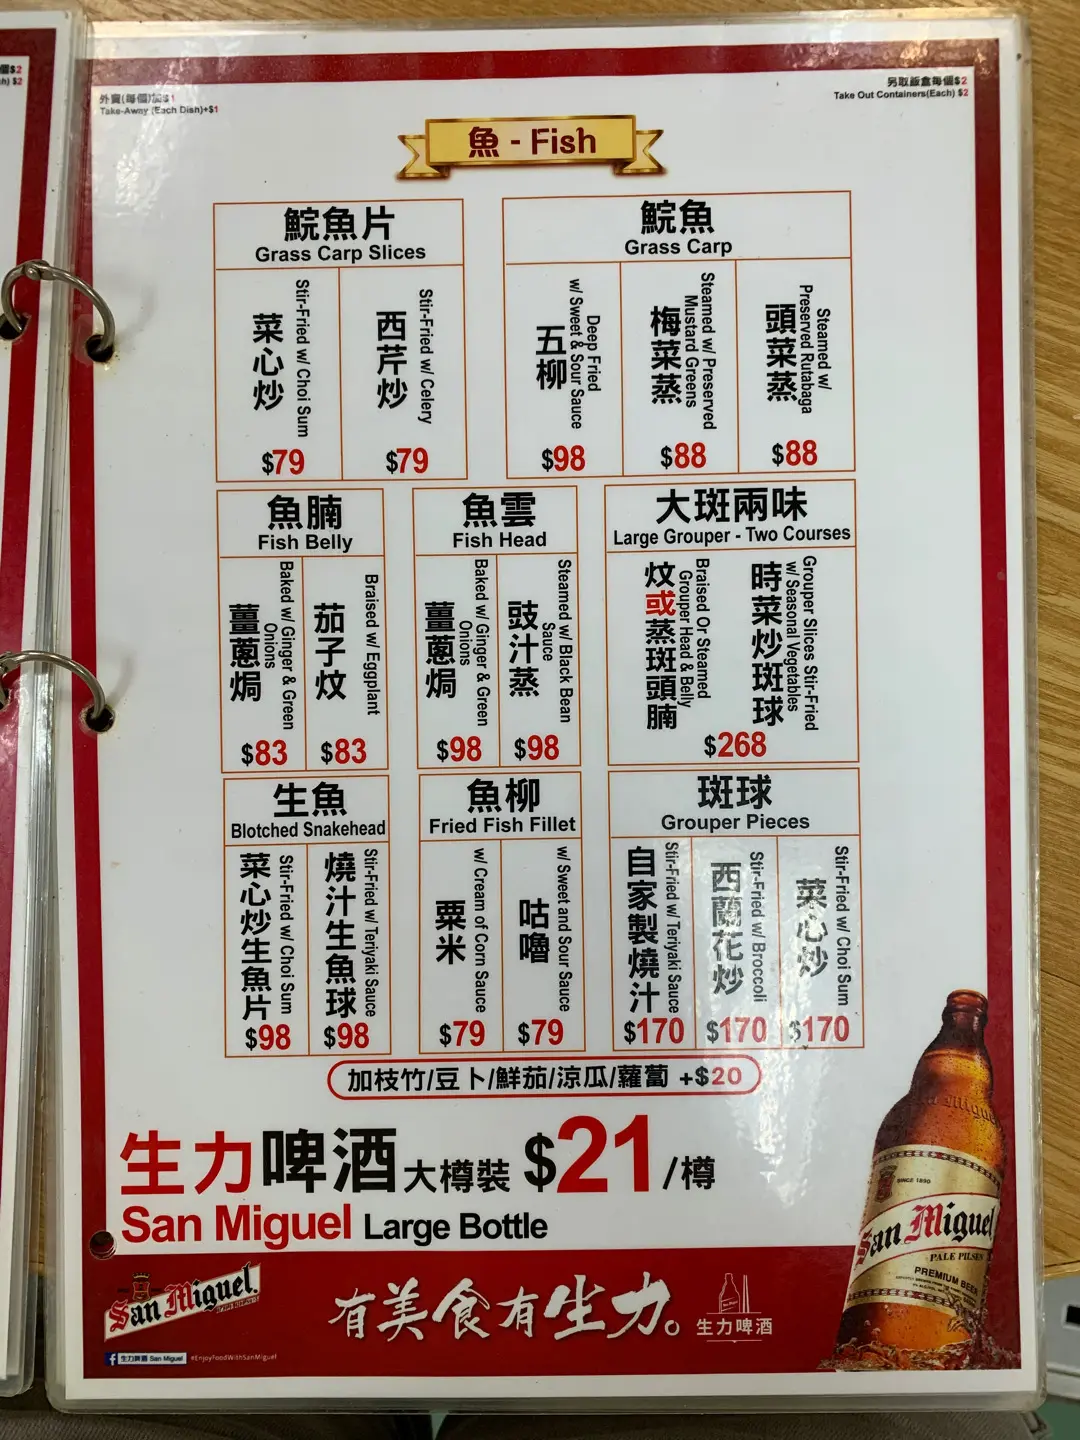 個$2
h) $2
外賣(每個)加$1
Take-Away (Each Dish)+$1
另取飯盒每個$2
Take Out Containers(Each) $2
魚 - Fish
鯇魚片
Grass Carp Slices
菜心炒
Stir-Fried w/ Choi Sum
$79
西芹炒
Stir-Fried w/ Celery
$79
鯇魚
Grass Carp
五柳
Deep Fried
w/ Sweet & Sour Sauce
$98
梅菜蒸
Steamed w/ Preserved
Mustard Greens
$88
頭菜蒸
Steamed w/
Preserved Rutabaga
$88
魚腩
Fish Belly
薑蔥焗
Baked w/ Ginger & Green
Onions
$83
茄子炆
Braised w/ Eggplant
$83
魚雲
Fish Head
薑蔥焗
Baked w/ Ginger & Green
Onions
$98
豉汁蒸
Steamed w/ Black Bean
Sauce
$98
大斑兩味
Large Grouper - Two Courses
炆或蒸斑頭腩
Braised Or Steamed
Grouper Head & Belly
時菜炒斑球
Grouper Slices Stir-Fried
w/ Seasonal Vegetables
$268
生魚
Blotched Snakehead
菜心炒生魚片
Stir-Fried w/ Choi Sum
$98
燒汁生魚球
Stir-Fried w/ Teriyaki Sauce
$98
魚柳
Fried Fish Fillet
粟米
w/ Cream of Corn Sauce
$79
咕嚕
w/ Sweet and Sour Sauce
$79
斑球
Grouper Pieces
自家製燒汁
Stir-Fried w/ Teriyaki Sauce
$170
西蘭花炒
Stir-Fried w/ Broccoli
$170
菜心炒
Stir-Fried w/ Choi Sum
$170
加枝竹/豆卜/鮮茄/涼瓜/蘿蔔 +$20
生力啤酒 大樽裝 $21/樽
San Miguel Large Bottle
San Miguel
有美食有生力。
生力啤酒
f 生力啤酒 San Miguel
#EnjoyFoodWithSanMiguel
SINCE 1890
San Miguel
PALE PILSEN
PREMIUM BEER